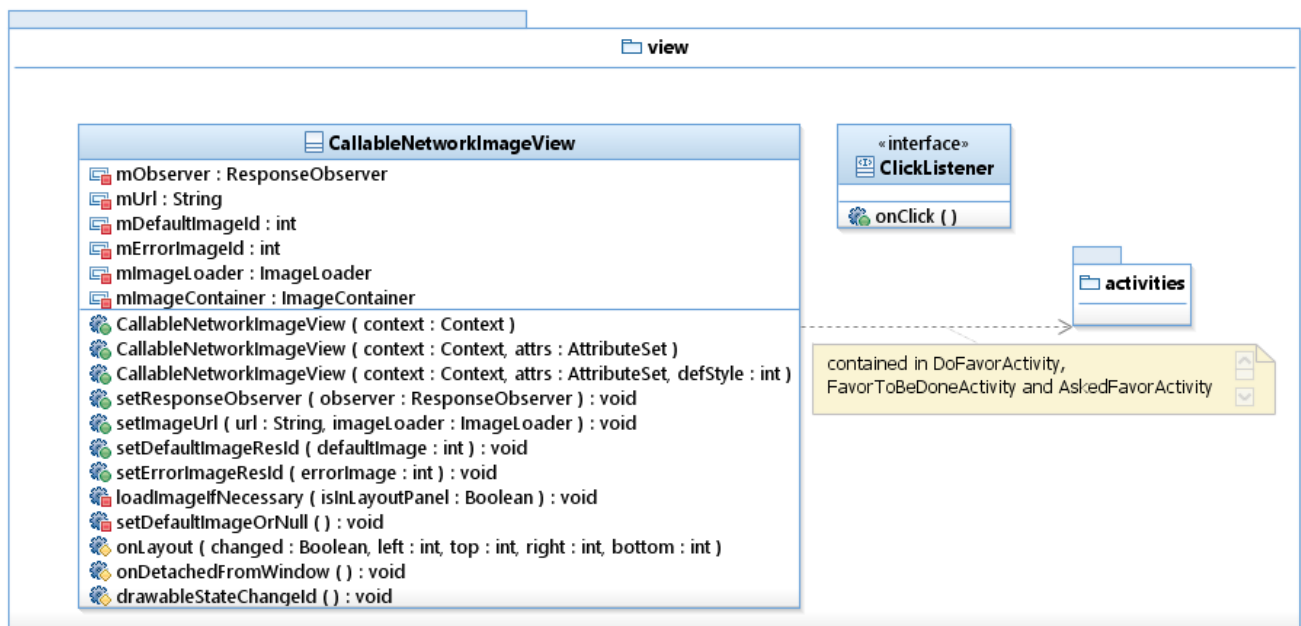 view
CallableNetworkImageView
mObserver : ResponseObserver
mUrl : String
mDefaultImageId : int
mErrorImageId : int
mImageLoader : ImageLoader
mImageContainer : ImageContainer
CallableNetworkImageView ( context : Context )
CallableNetworkImageView ( context : Context, attrs : AttributeSet )
CallableNetworkImageView ( context : Context, attrs : AttributeSet, defStyle : int )
setResponseObserver ( observer : ResponseObserver ) : void
setImageUrl ( url : String, imageLoader : ImageLoader ) : void
setDefaultImageResId ( defaultImage : int ) : void
setErrorImageResId ( errorImage : int ) : void
loadImageIfNecessary ( isInLayoutPanel : Boolean ) : void
setDefaultImageOrNull ( ) : void
onLayout ( changed : Boolean, left : int, top : int, right : int, bottom : int )
onDetachedFromWindow ( ) : void
drawableStateChangeId ( ) : void
«interface»
ClickListener
onClick ( )
activities
contained in DoFavorActivity,
FavorToBeDoneActivity and AskedFavorActivity